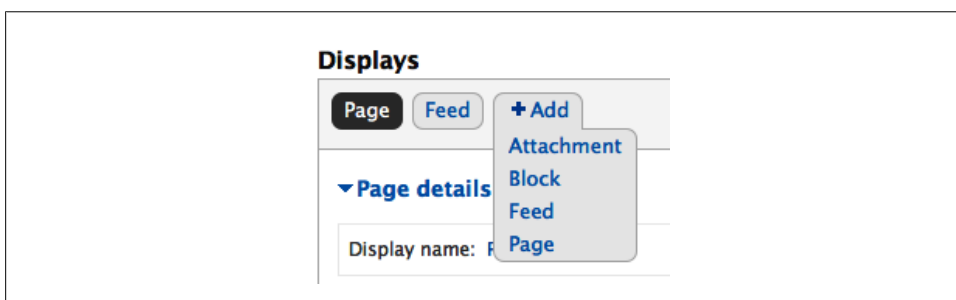 Displays
Page Feed + Add
Attachment
Block
Page details
Feed
Display name:
Page